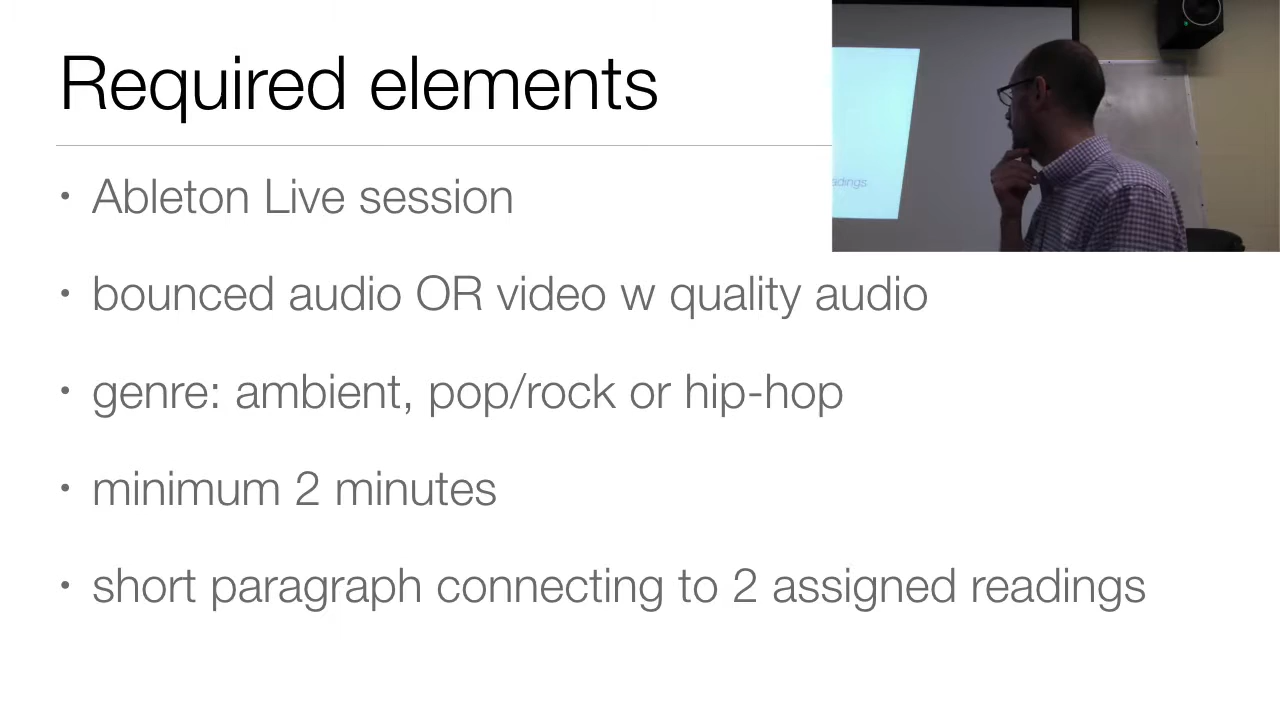 Required elements
• Ableton Live session
• bounced audio OR video w quality audio
• genre: ambient, pop/rock or hip-hop
• minimum 2 minutes
• short paragraph connecting to 2 assigned readings